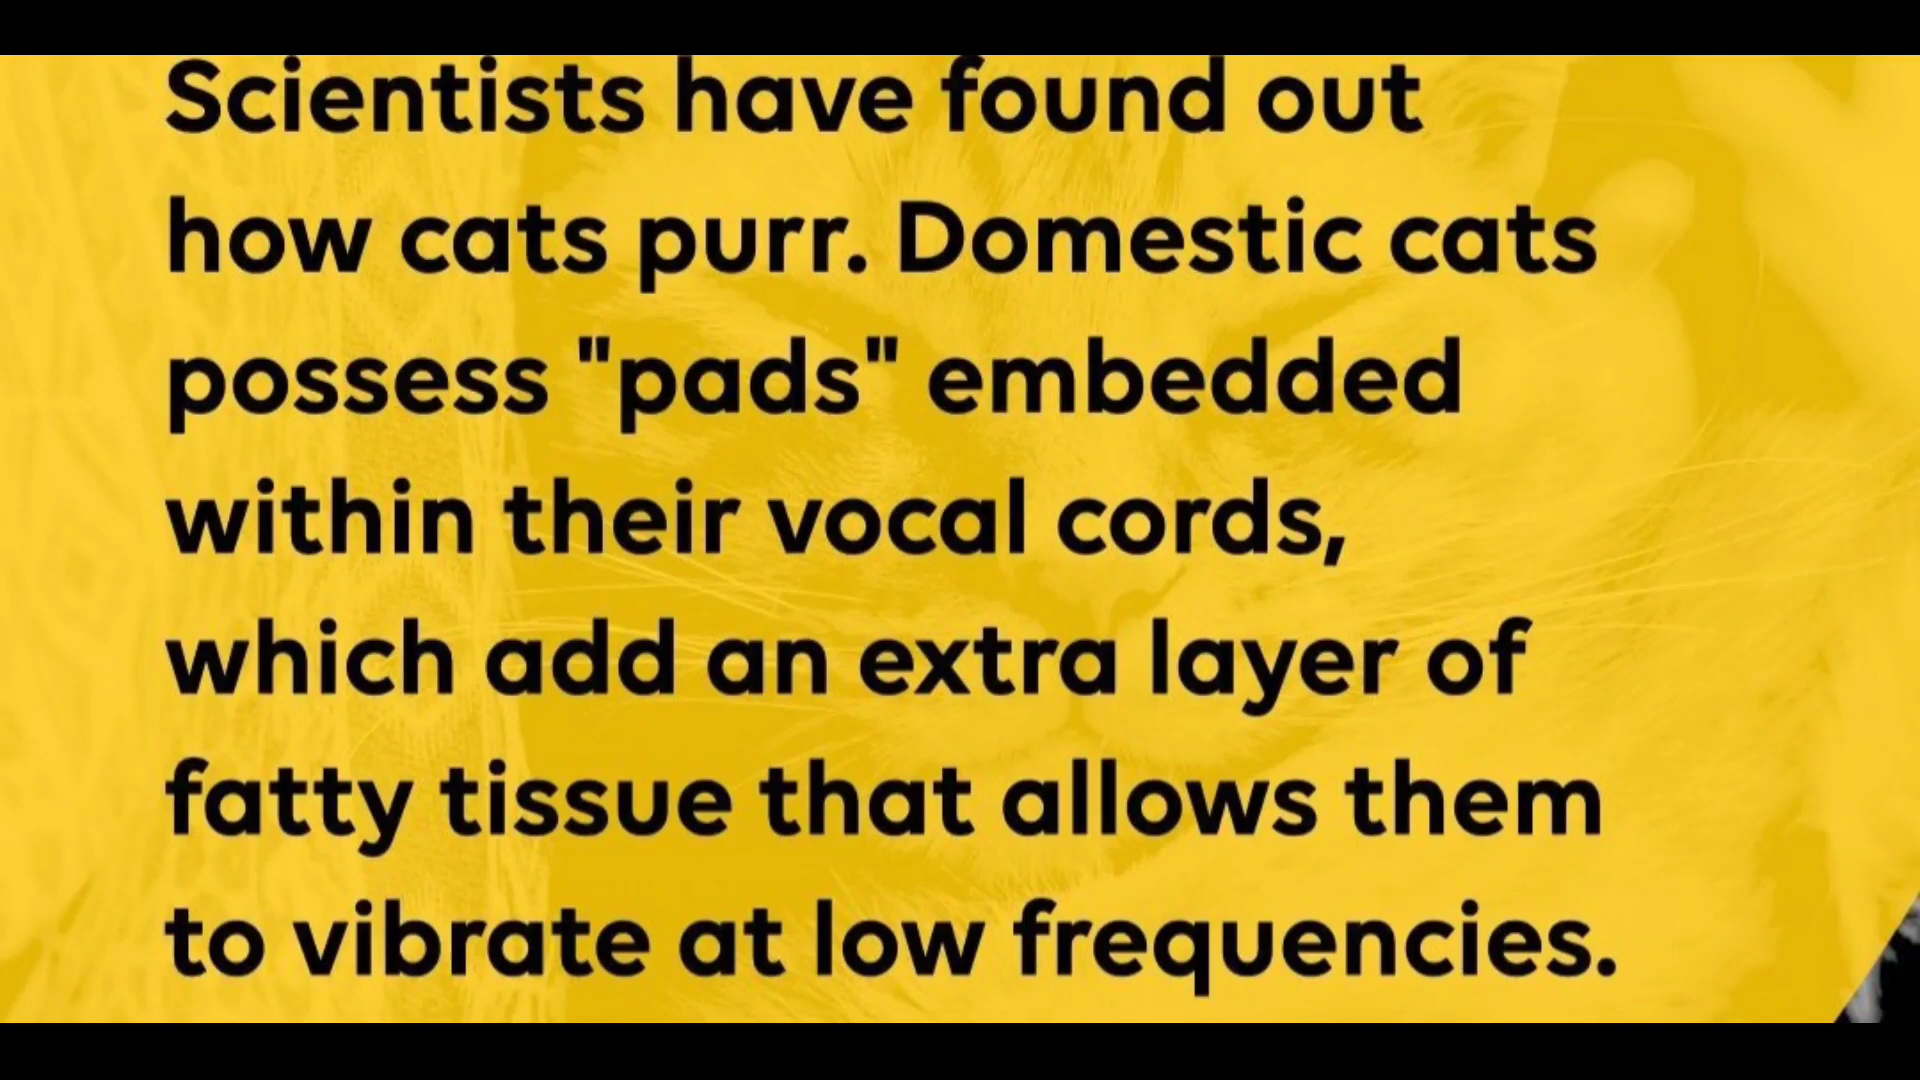 Scientists have found out
how cats purr. Domestic cats
possess "pads" embedded
within their vocal cords,
which add an extra layer of
fatty tissue that allows them
to vibrate at low frequencies.